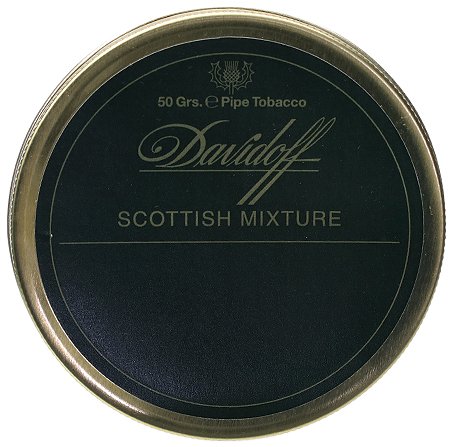 50 Grs. ℮ Pipe Tobacco
Davidoff
SCOTTISH MIXTURE